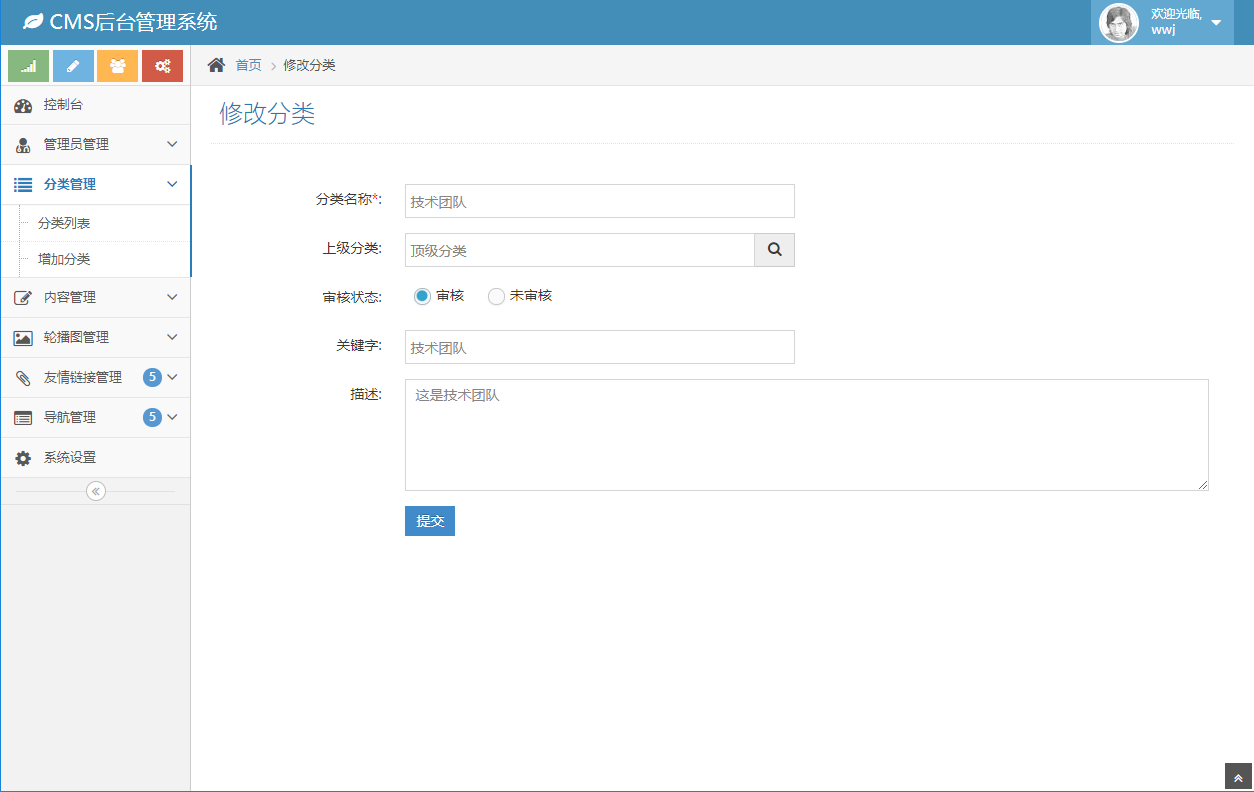 CMS后台管理系统
欢迎光临,
wwj
首页 修改分类
控制台
管理员管理
分类管理
分类列表
增加分类
内容管理
轮播图管理
友情链接管理 5
导航管理 5
系统设置
修改分类
分类名称*: 技术团队
上级分类: 顶级分类
审核状态: 审核 未审核
关键字: 技术团队
描述: 这是技术团队
提交